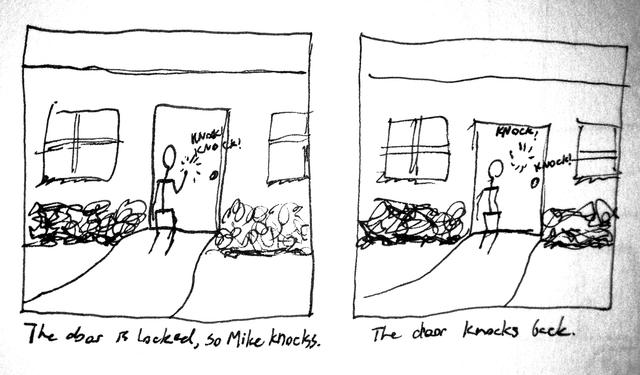 KNOCK!
KNOCK!
KNOCK!
KNOCK!
The door is locked, so Mike knocks.
The door knocks back.